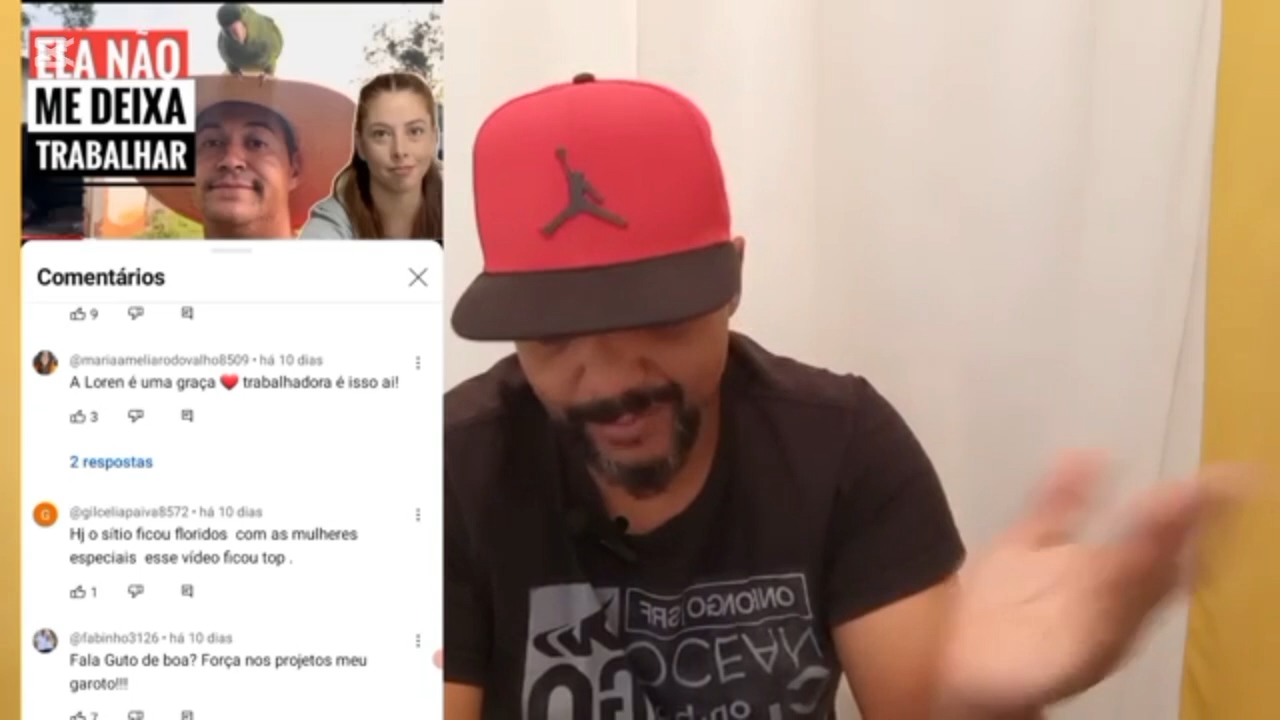 ELA NÃO
ME DEIXA
TRABALHAR
Comentários
9
@mariaameliarodovalho8509 • há 10 dias
A Loren é uma graça ❤️ trabalhadora é isso ai!
3
2 respostas
G
@gilceliapaiva8572 • há 10 dias
Hj o sítio ficou floridos com as mulheres
especiais esse vídeo ficou top .
1
@fabinho3126 • há 10 dias
Fala Guto de boa? Força nos projetos meu
garoto!!!
7
ONIONGO
OCEAN